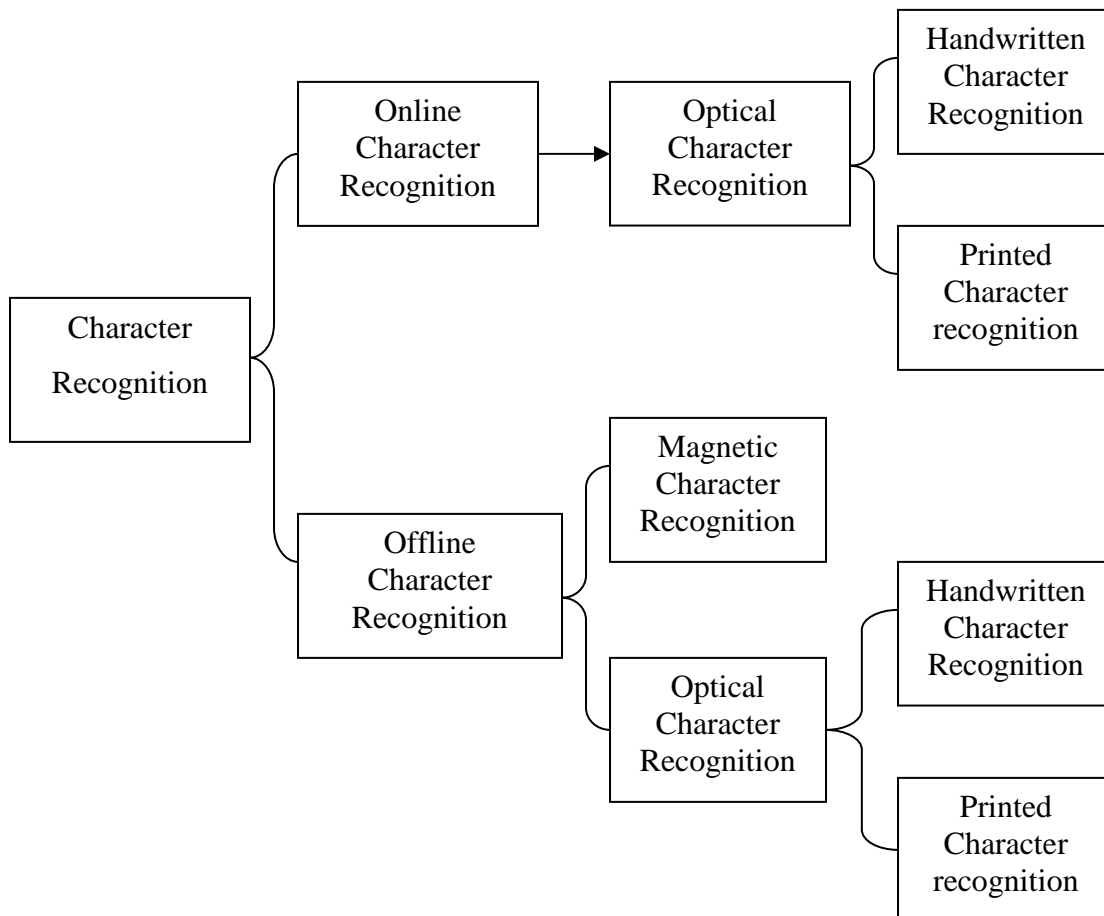 Character
Recognition
Online
Character
Recognition
Optical
Character
Recognition
Handwritten
Character
Recognition
Printed
Character
recognition
Offline
Character
Recognition
Magnetic
Character
Recognition
Optical
Character
Recognition
Handwritten
Character
Recognition
Printed
Character
recognition